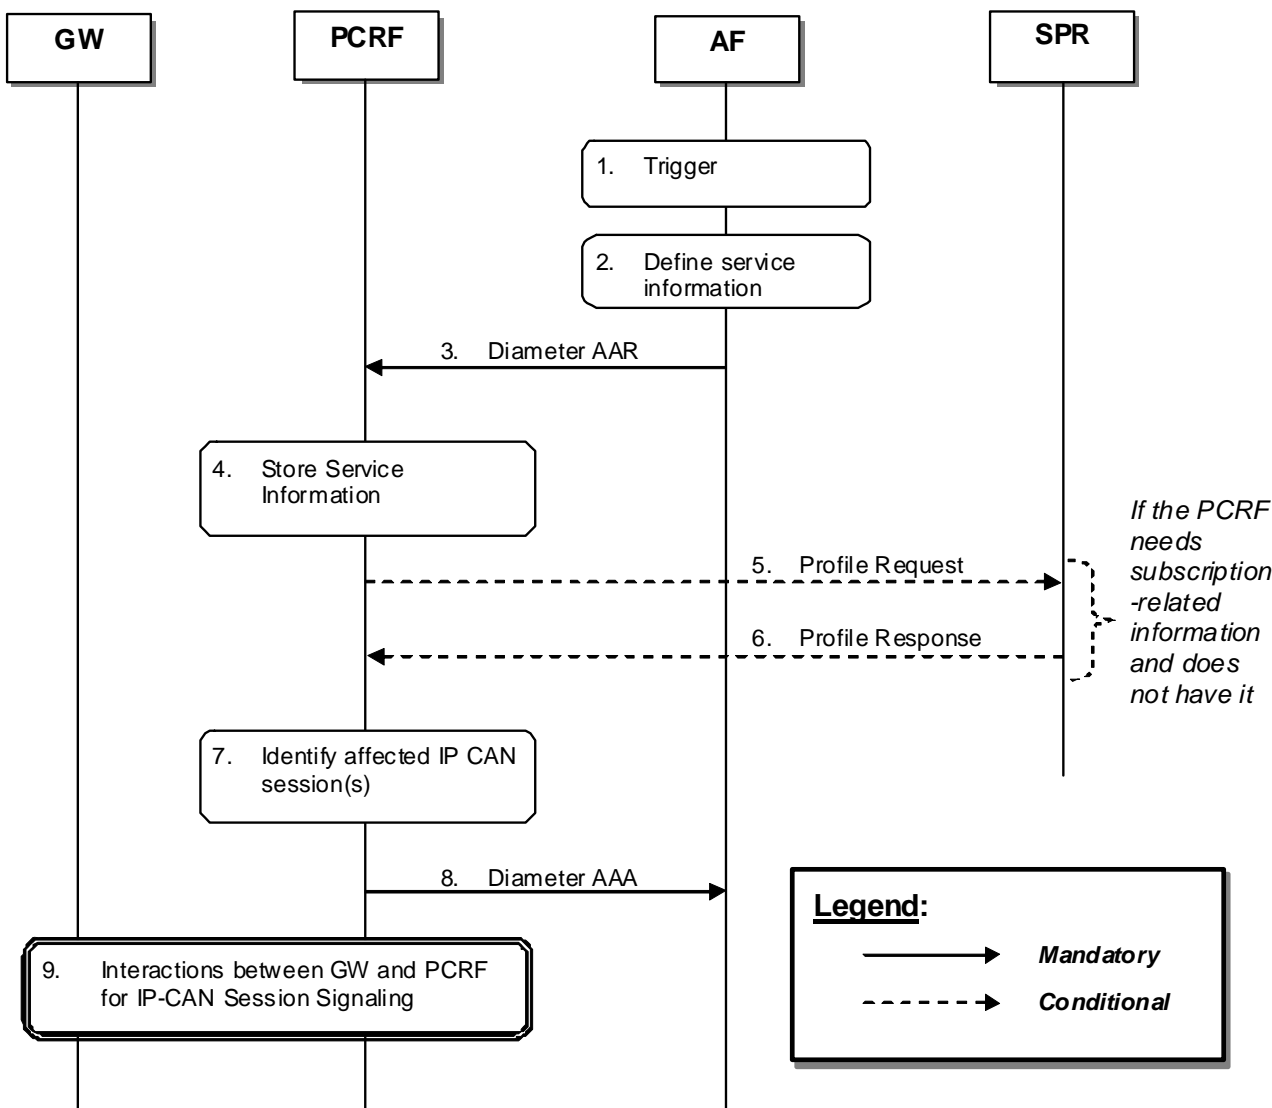 GW
PCRF
AF
SPR
1. Trigger
2. Define service
information
3. Diameter AAR
4. Store Service
Information
5. Profile Request
6. Profile Response
If the PCRF
needs
subscription
-related
information
and does
not have it
7. Identify affected IP CAN
session(s)
8. Diameter AAA
9. Interactions between GW and PCRF
for IP-CAN Session Signaling
Legend:
Mandatory
Conditional